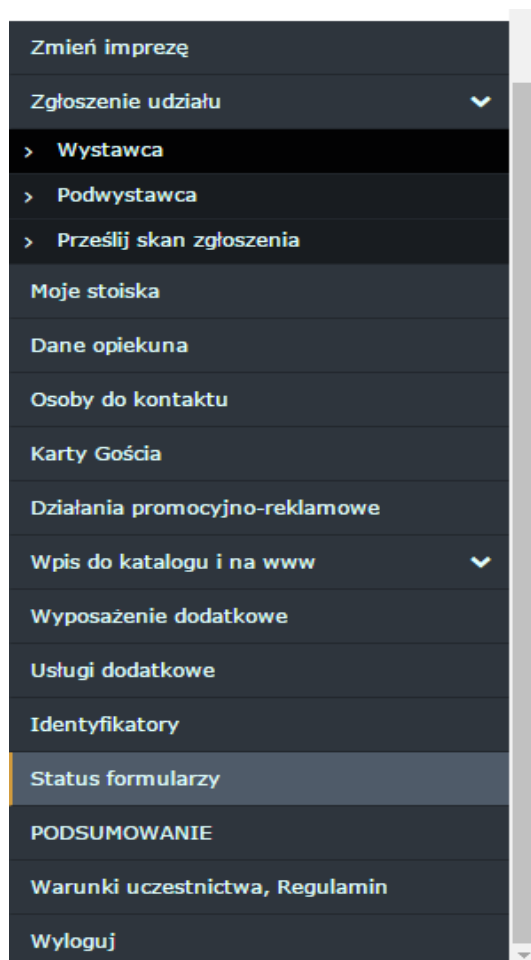 Zmień imprezę
Zgłoszenie udziału
Wystawca
Podwystawca
Prześlij skan zgłoszenia
Moje stoiska
Dane opiekuna
Osoby do kontaktu
Karty Gościa
Działania promocyjno-reklamowe
Wpis do katalogu i na www
Wyposażenie dodatkowe
Usługi dodatkowe
Identyfikatory
Status formularzy
PODSUMOWANIE
Warunki uczestnictwa, Regulamin
Wyloguj